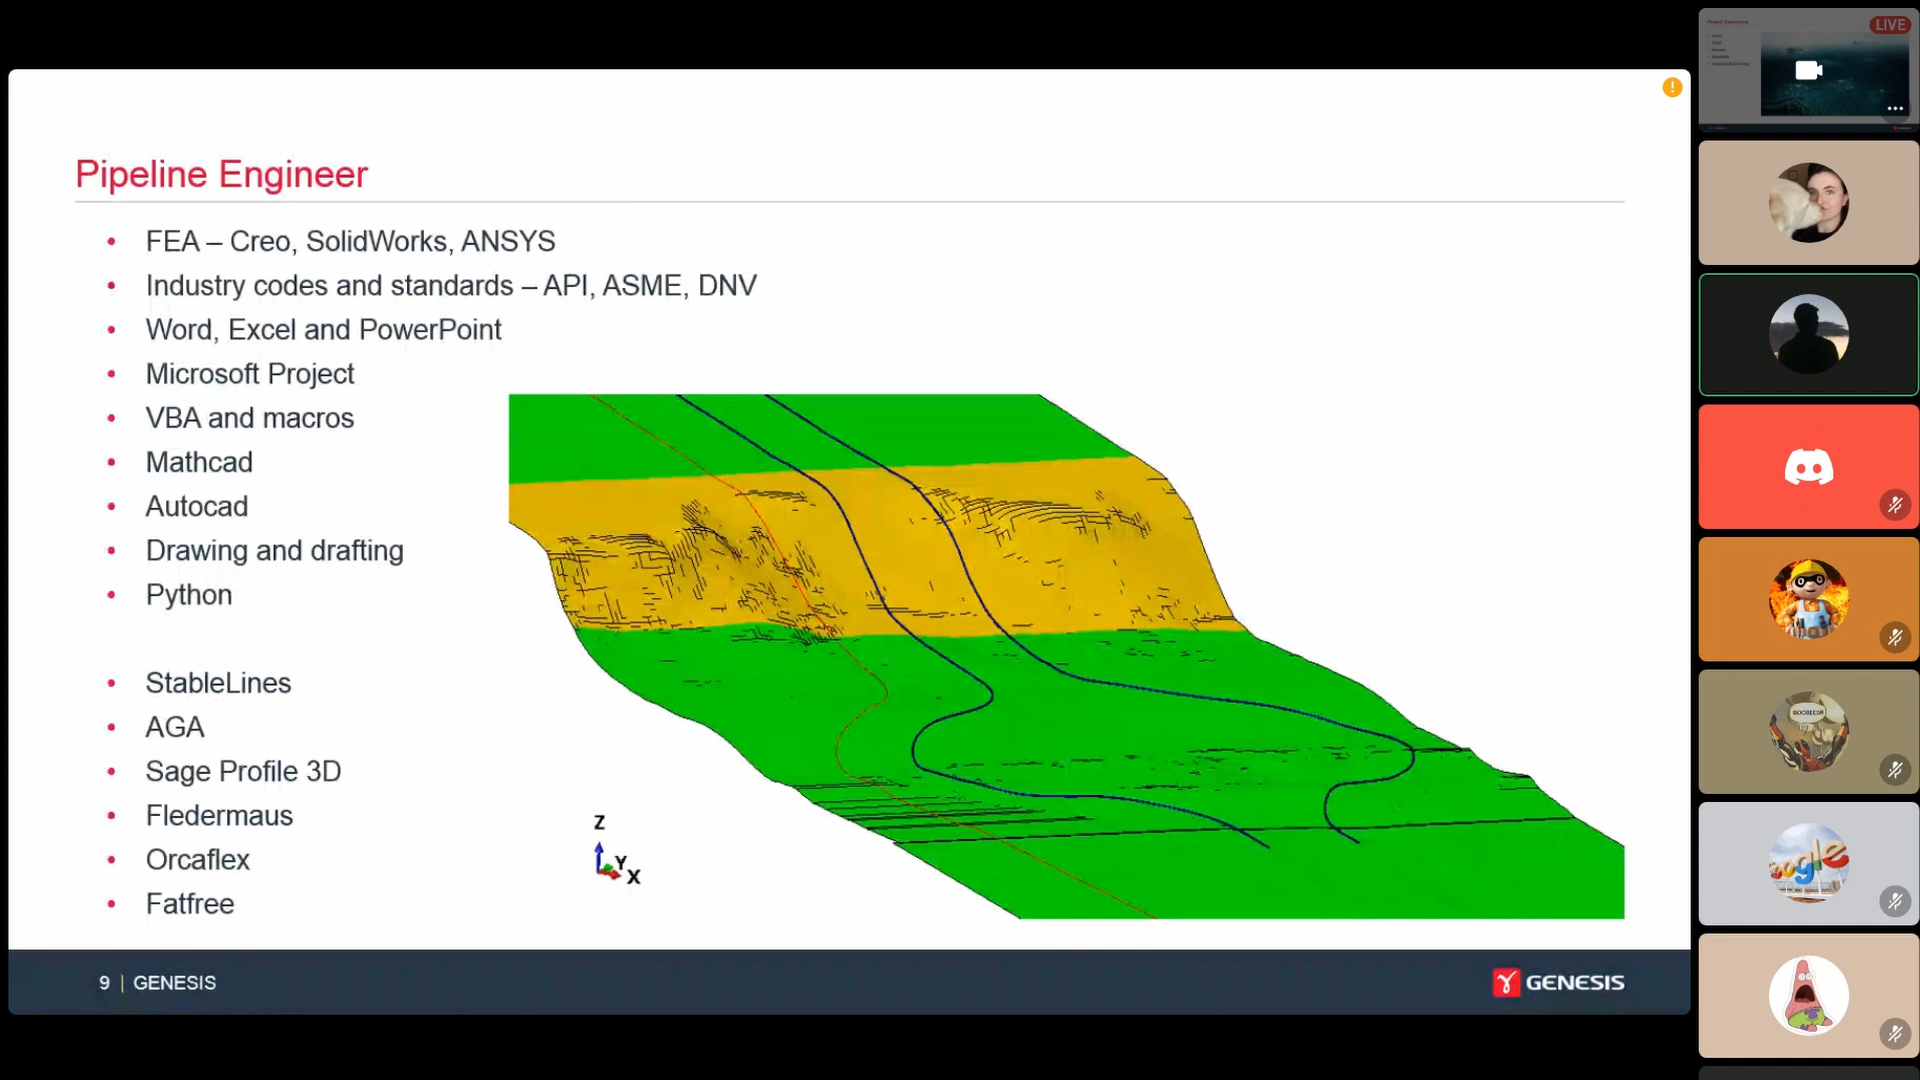 LIVE
Pipeline Engineer
FEA – Creo, SolidWorks, ANSYS
Industry codes and standards – API, ASME, DNV
Word, Excel and PowerPoint
Microsoft Project
VBA and macros
Mathcad
Autocad
Drawing and drafting
Python
StableLines
AGA
Sage Profile 3D
Fledermaus
Orcaflex
Fatfree
Z
Y
X
9 | GENESIS
GENESIS